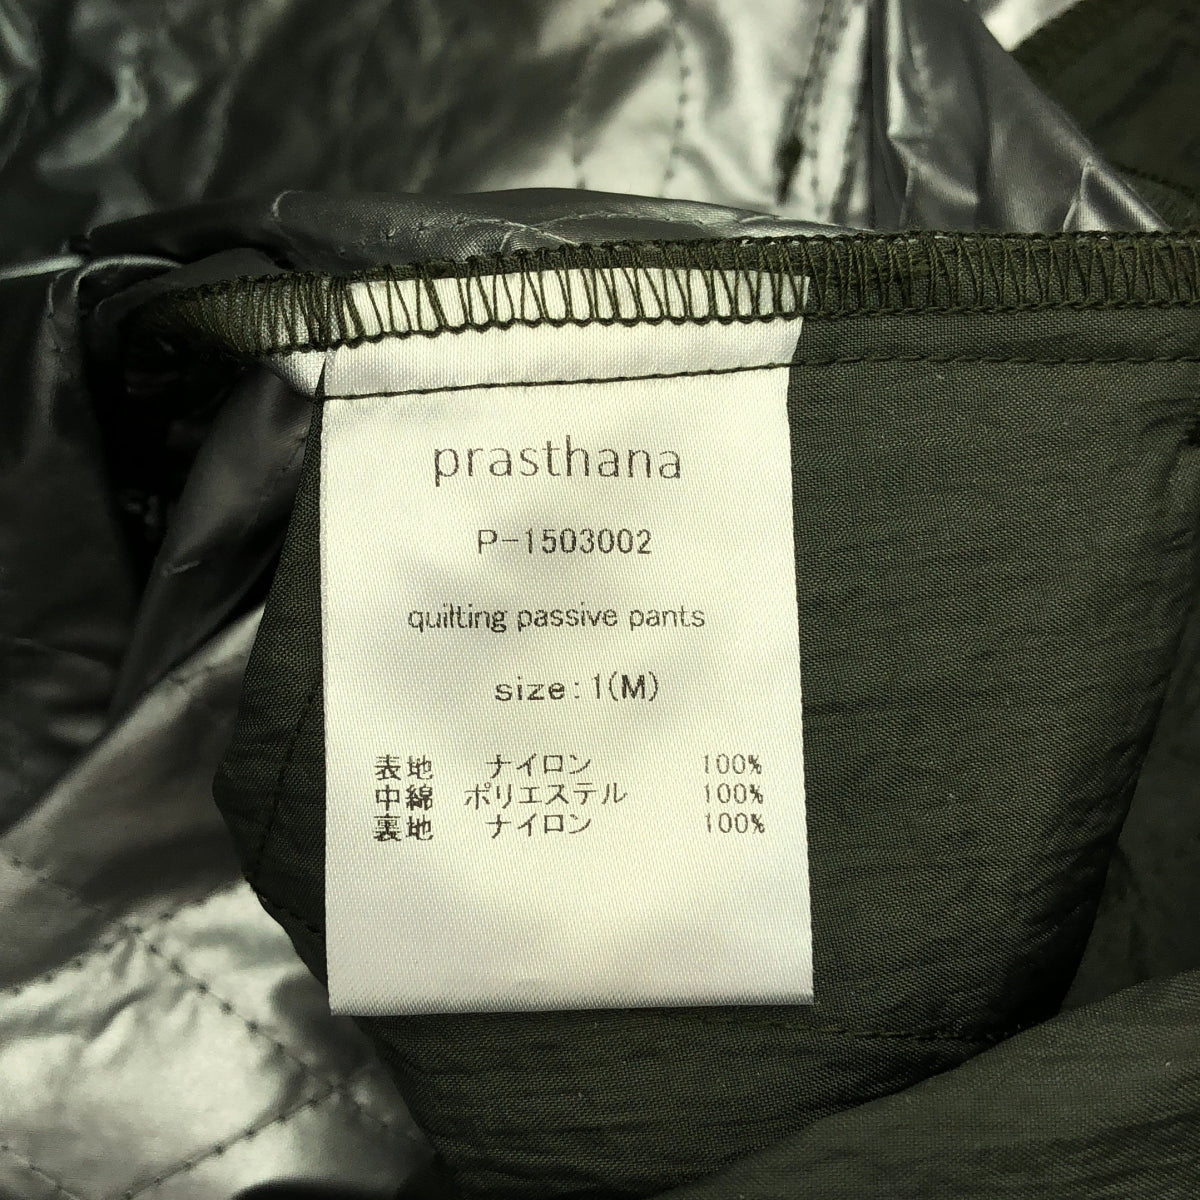 prasthana
P-1503002
quilting passive pants
size:1(M)
表地 ナイロン 100%
中綿 ポリエステル 100%
裏地 ナイロン 100%